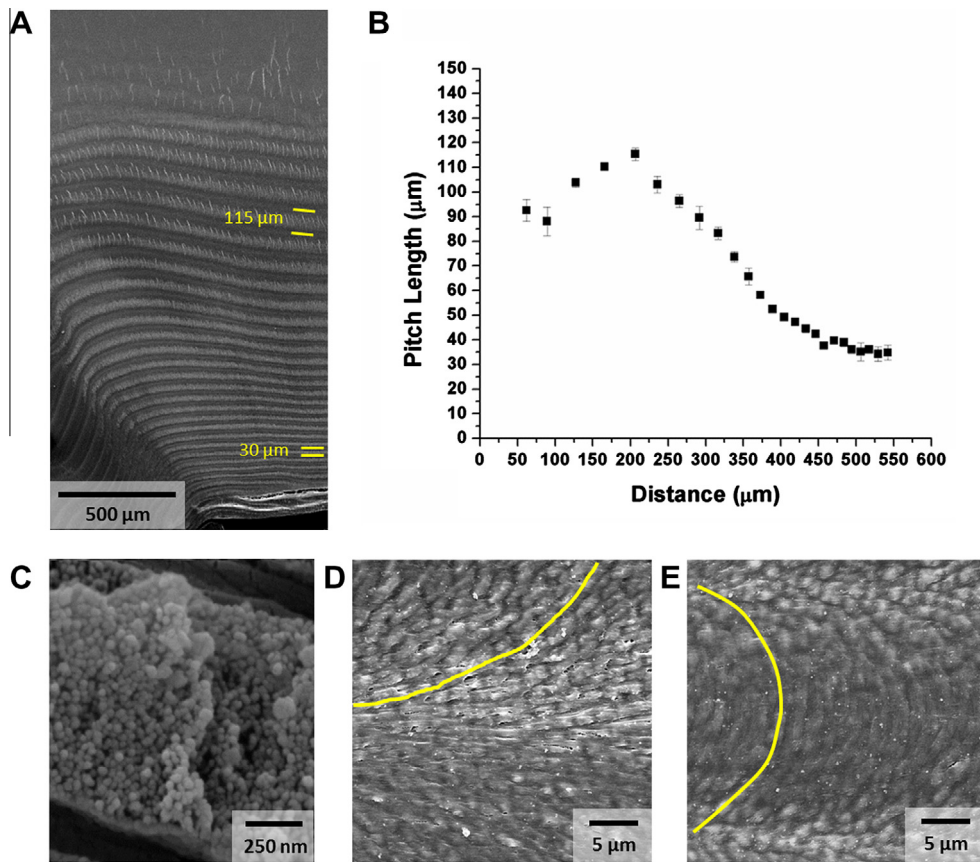 A
115 μm
30 μm
500 μm
B
Pitch Length (μm)
150
140
130
120
110
100
90
80
70
60
50
40
30
20
10
0
0 50 100 150 200 250 300 350 400 450 500 550 600
Distance (μm)
C
250 nm
D
5 μm
E
5 μm